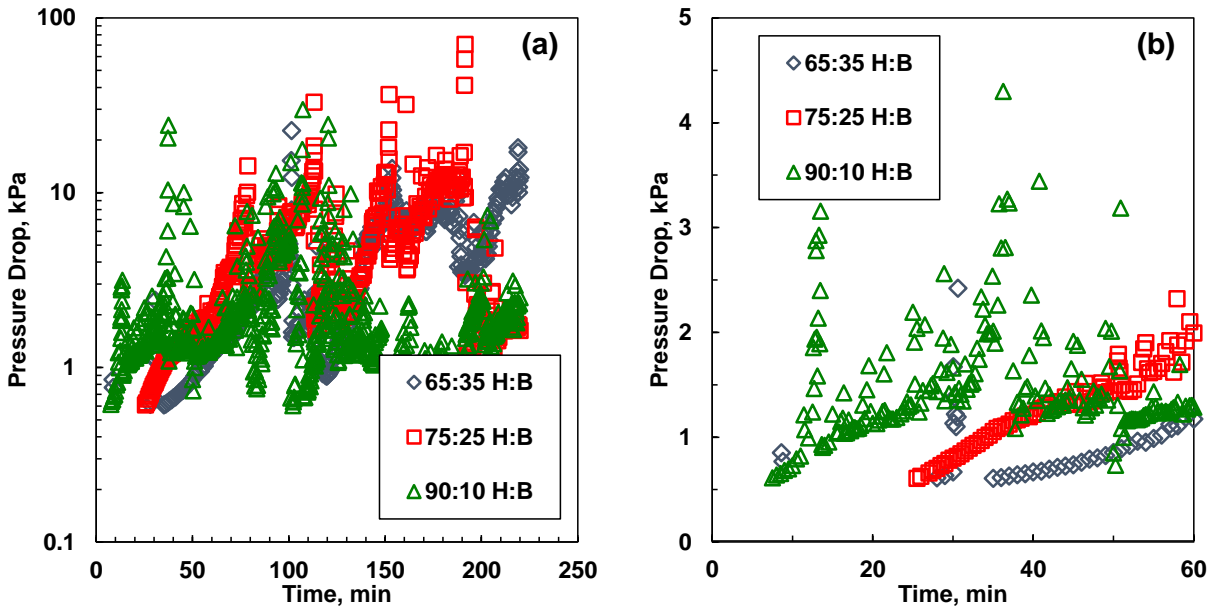 (a)
Pressure Drop, kPa
100
10
1
0.1
65:35 H:B
75:25 H:B
90:10 H:B
0 50 100 150 200 250
Time, min
(b)
Pressure Drop, kPa
5
4
3
2
1
0
65:35 H:B
75:25 H:B
90:10 H:B
0 20 40 60
Time, min